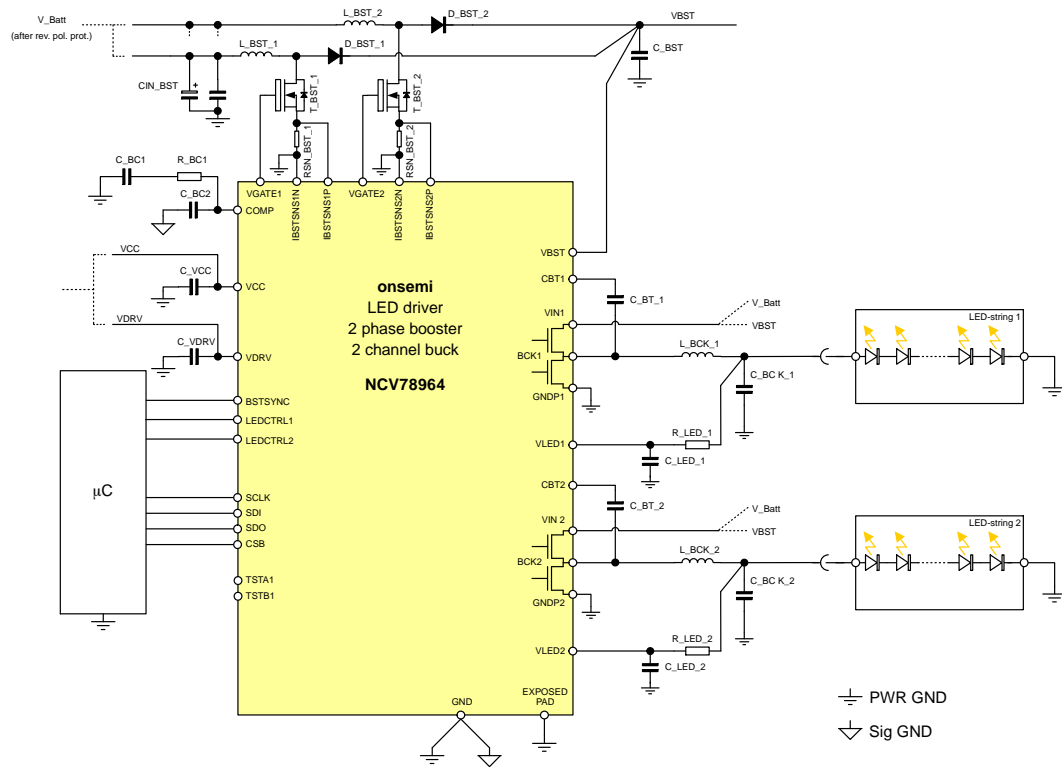 L_BST_2
D_BST_2
VBST
V_Batt
(after rev. pol. prot.)
L_BST_1
D_BST_1
C_BST
CIN_BST
+
T_BST_1
T_BST_2
RSN_BST_1
RSN_BST_2
C_BC1
R_BC1
C_BC2
VGATE1
IBSTSNS1N
IBSTSNS1P
VGATE2
IBSTSNS2N
IBSTSNS2P
COMP
VBST
VCC
C_VCC
VCC
VDRV
C_VDRV
VDRV
onsemi
LED driver
2 phase booster
2 channel buck
NCV78964
CBT1
C_BT_1
VIN1
V_Batt
VBST
BCK1
L_BCK_1
C_BC K_1
GNDP1
LED-string 1
VLED1
R_LED_1
C_LED_1
BSTSYNC
LEDCTRL1
LEDCTRL2
µC
SCLK
SDI
SDO
CSB
TSTA1
TSTB1
CBT2
C_BT_2
VIN 2
V_Batt
VBST
BCK2
L_BCK_2
C_BC K_2
GNDP2
LED-string 2
VLED2
R_LED_2
C_LED_2
GND
EXPOSED
PAD
PWR GND
Sig GND